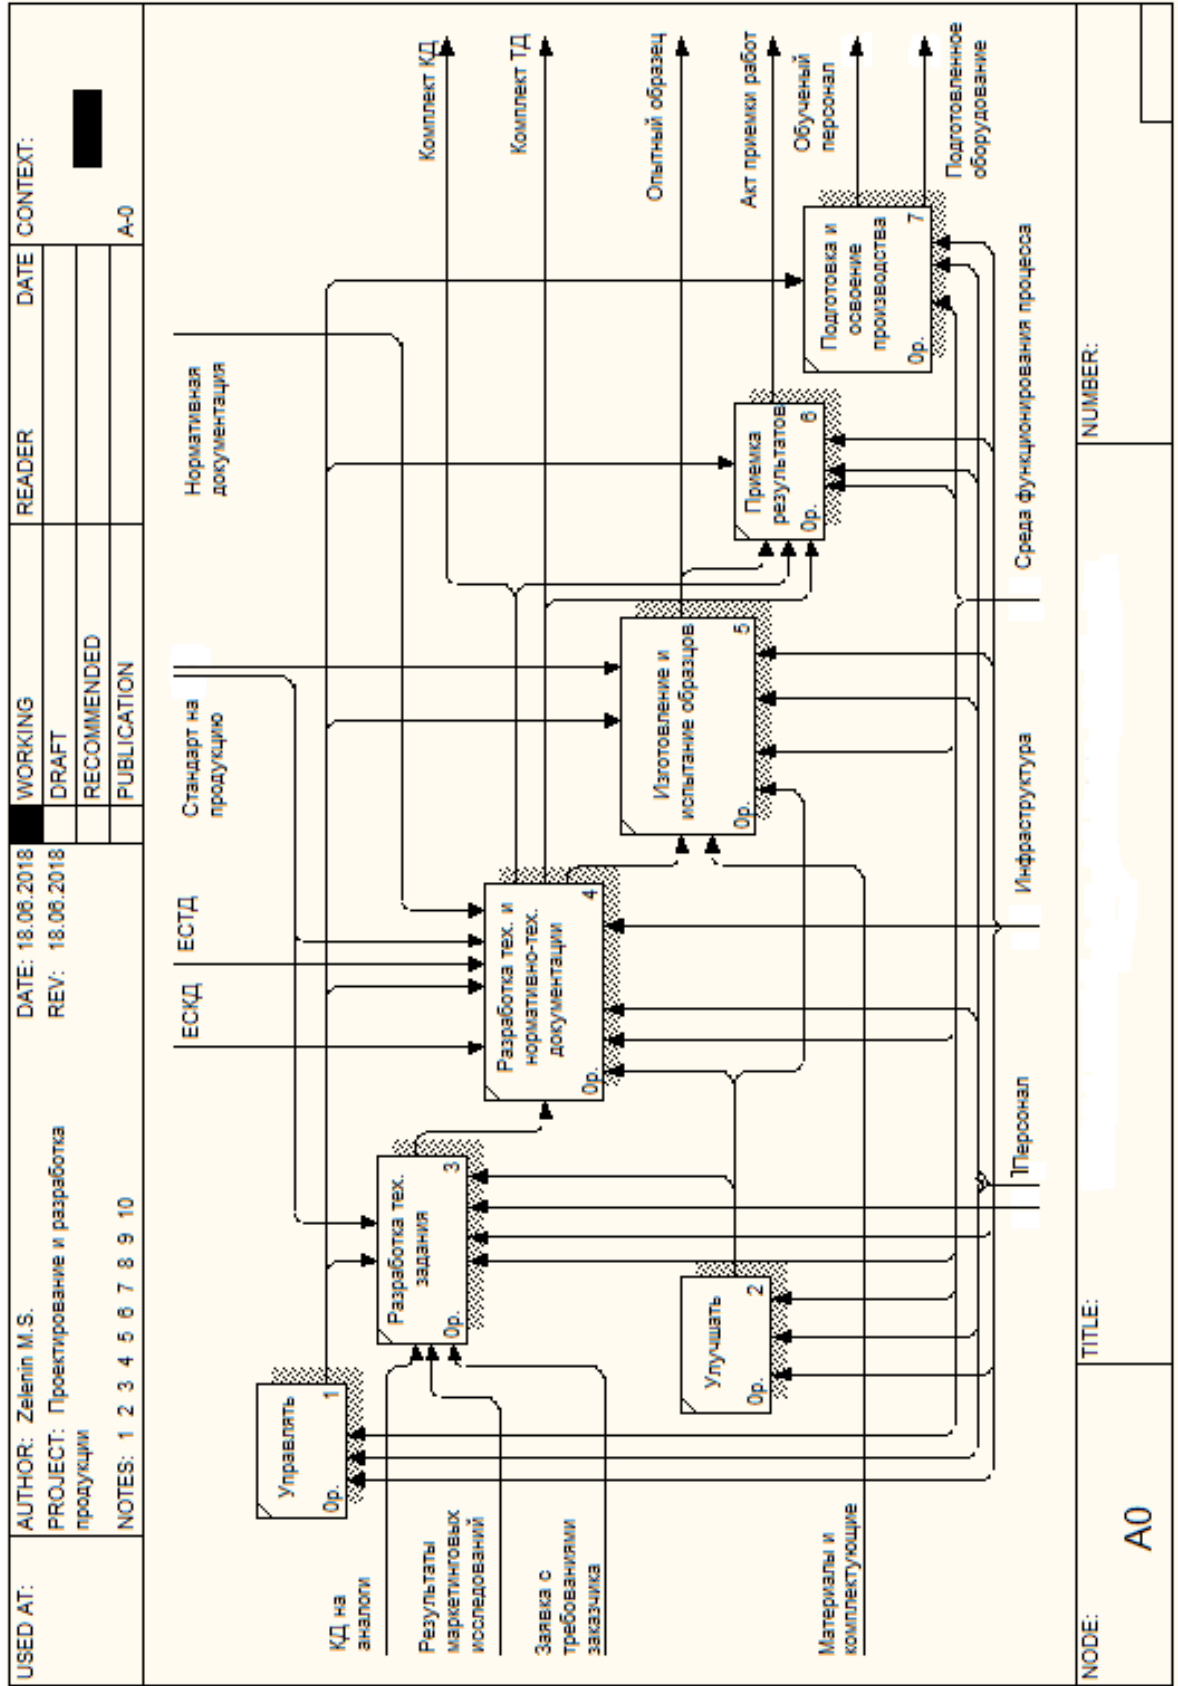 USED AT:
AUTHOR: Zelenin M.S.
PROJECT: Проектирование и разработка
продукции
NOTES: 1 2 3 4 5 6 7 8 9 10
DATE: 18.06.2018
REV: 18.06.2018
WORKING
DRAFT
RECOMMENDED
PUBLICATION
READER
DATE
CONTEXT:
A-0
ЕСКД
ЕСТД
Стандарт на
продукцию
Нормативная
документация
КД на
аналоги
Результаты
маркетинговых
исследований
Заявка с
требованиями
заказчика
Материалы и
комплектующие
Управлять
0р.
1
Улучшать
0р.
2
Разработка тех.
задания
0р.
3
Разработка тех. и
нормативно-тех.
документации
0р.
4
Изготовление и
испытание образцов
0р.
5
Приемка
результатов
0р.
6
Подготовка и
освоение
производства
0р.
7
Комплект КД
Комплект ТД
Опытный образец
Акт приемки работ
Обученый
персонал
Подготовленное
оборудование
Персонал
Инфраструктура
Среда функционирования процесса
NODE:
A0
TITLE:
NUMBER: